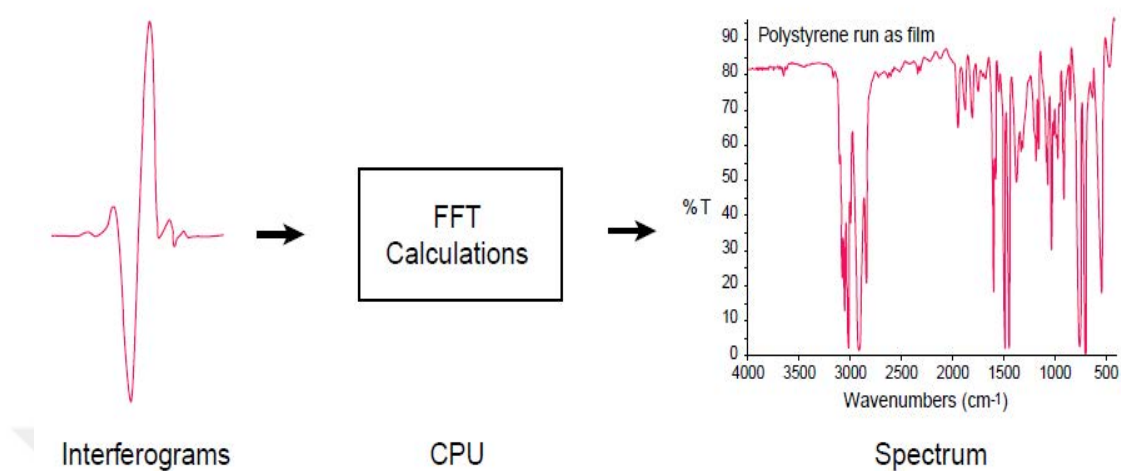 Polystyrene run as film
90
80
70
60
50
40
30
20
10
0
%T
4000 3500 3000 2500 2000 1500 1000 500
Wavenumbers (cm-1)
FFT
Calculations
Interferograms CPU Spectrum